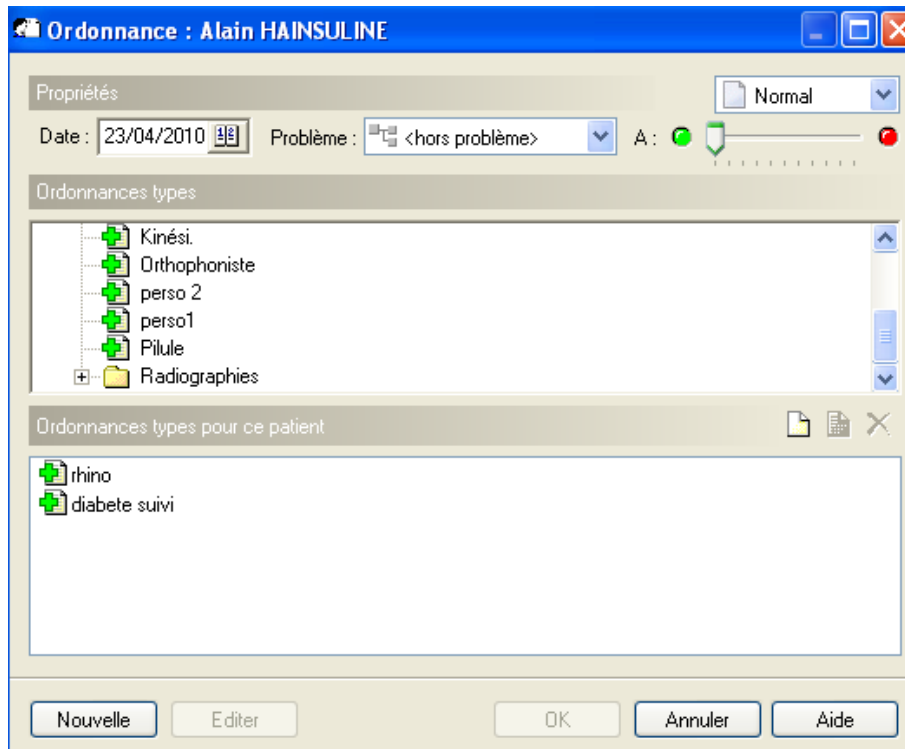 Ordonnance : Alain HAINSULINE
Propriétés
Normal
Date : 23/04/2010 Problème : <hors problème> A :
Ordonnances types
Kinési.
Orthophoniste
perso 2
perso1
Pilule
Radiographies
Ordonnances types pour ce patient
rhino
diabete suivi
Nouvelle Editer OK Annuler Aide